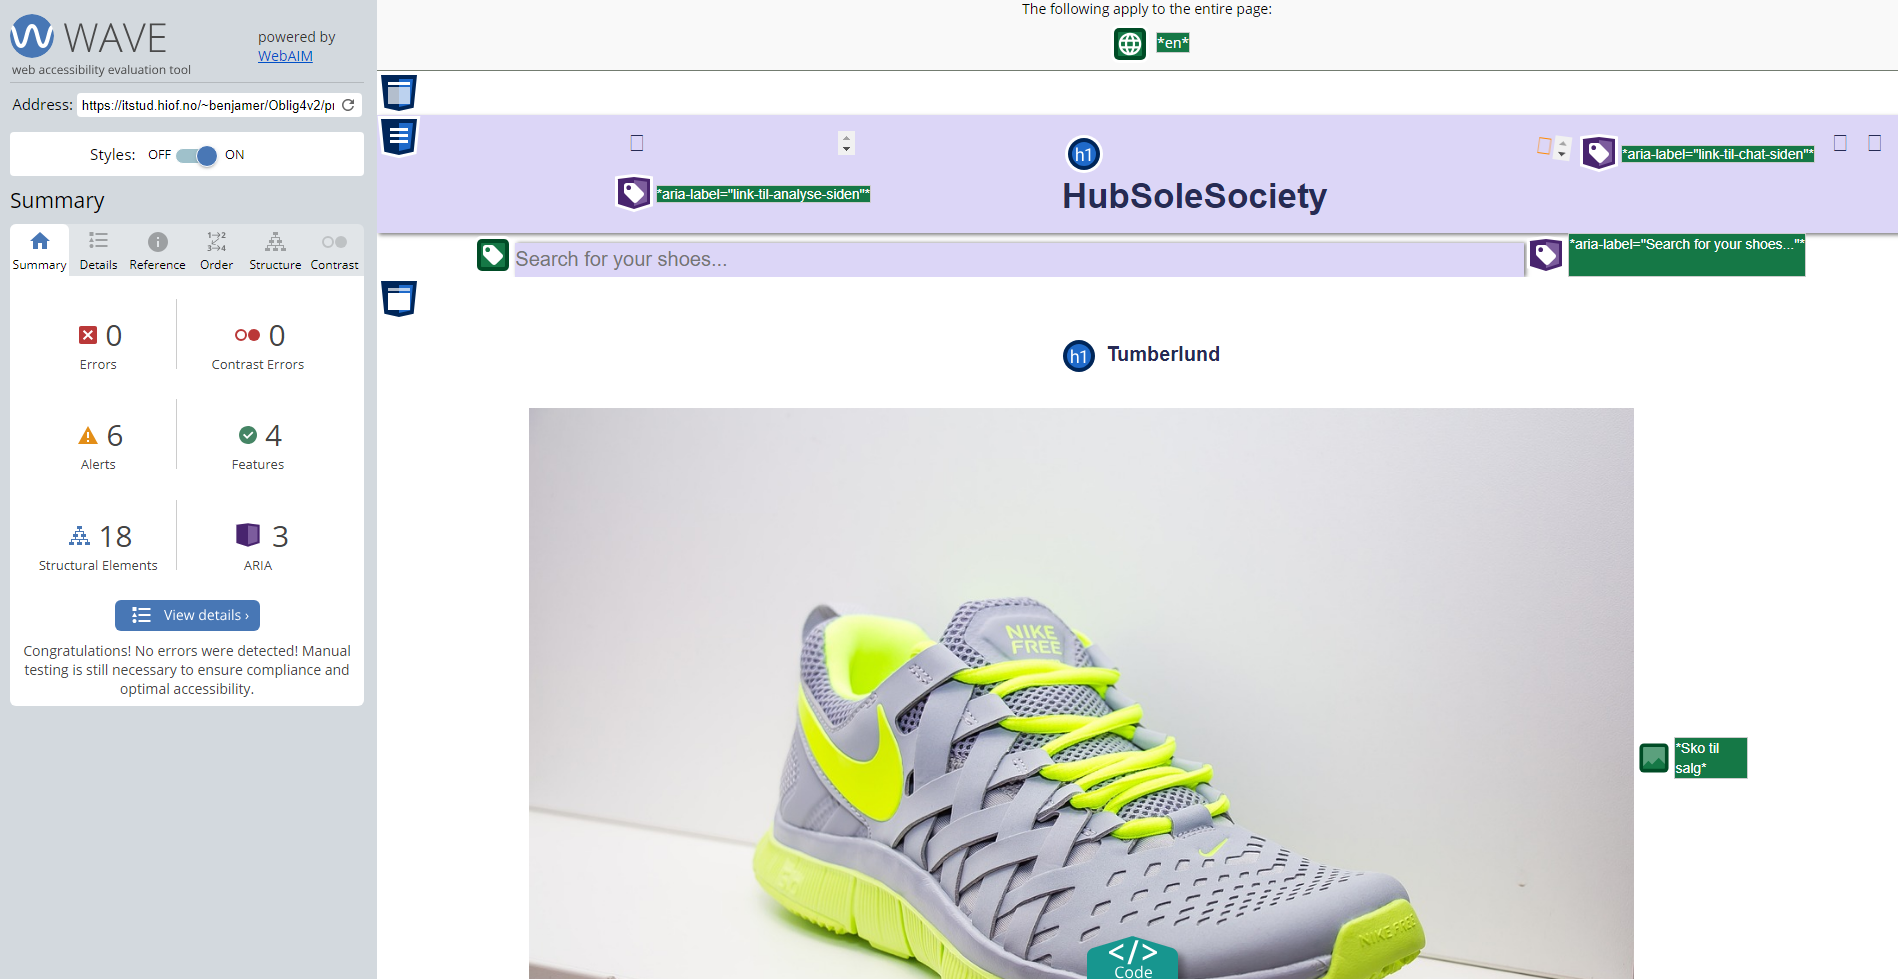 WAVE
web accessibility evaluation tool
powered by
WebAIM
Address: https://itstud.hiof.no/~benjamer/Oblig4v2/pr
Styles: OFF ON
Summary
Summary Details Reference Order Structure Contrast
0 Errors
0 Contrast Errors
6 Alerts
4 Features
18 Structural Elements
3 ARIA
View details ›
Congratulations! No errors were detected! Manual
testing is still necessary to ensure compliance and
optimal accessibility.
The following apply to the entire page:
*en*
h1
*aria-label="link-til-chat-siden"*
*aria-label="link-til-analyse-siden"*
HubSoleSociety
Search for your shoes...
*aria-label="Search for your shoes..."*
h1 Tumberlund
NIKE
FREE
*Sko til
salg*
NIKE FREE
</> 
Code